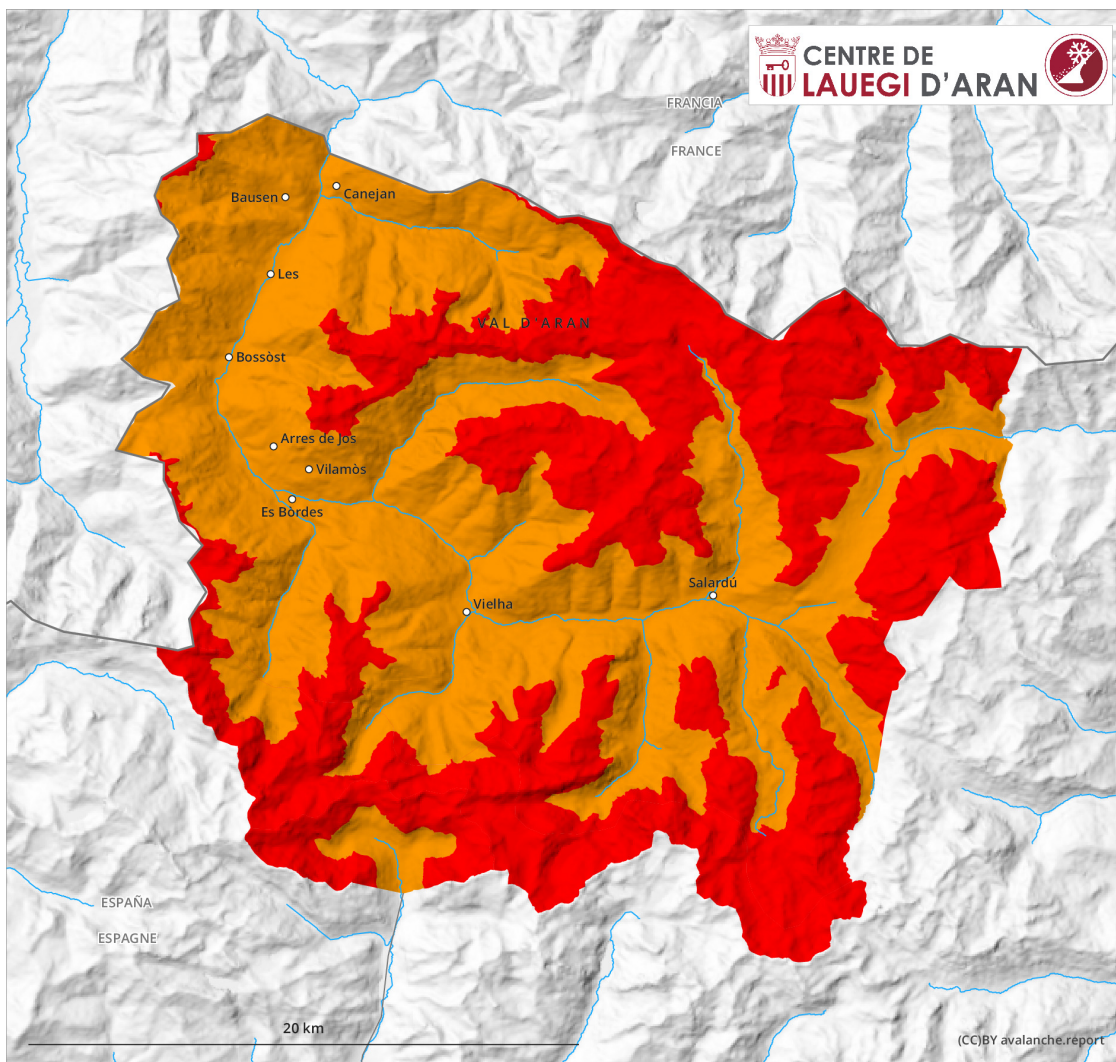 CENTRE DE
LAUEGI D'ARAN
FRANCIA
FRANCE
Bausen
Canejan
Les
VAL D'ARAN
Bossòst
Arres de Jos
Vilamòs
Es Bòrdes
Salardú
Vielha
ESPAÑA
ESPAGNE
20 km
(CC)BY avalanche.report